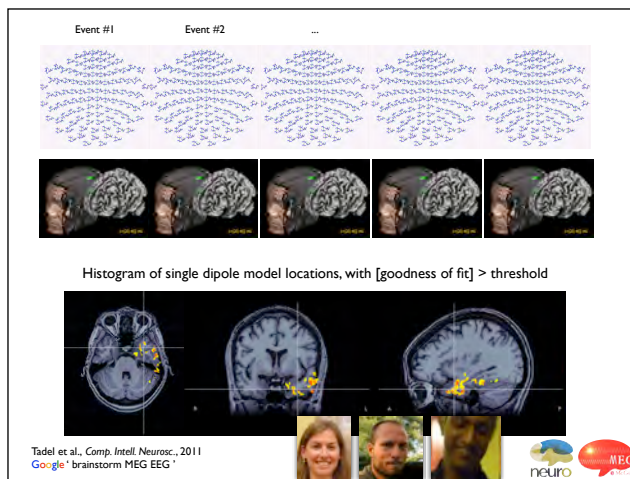 Event #1
Event #2
...
Histogram of single dipole model locations, with [goodness of fit] > threshold
Tadel et al., Comp. Intell. Neurosc., 2011
Google ‘ brainstorm MEG EEG ’
neuro
MEG